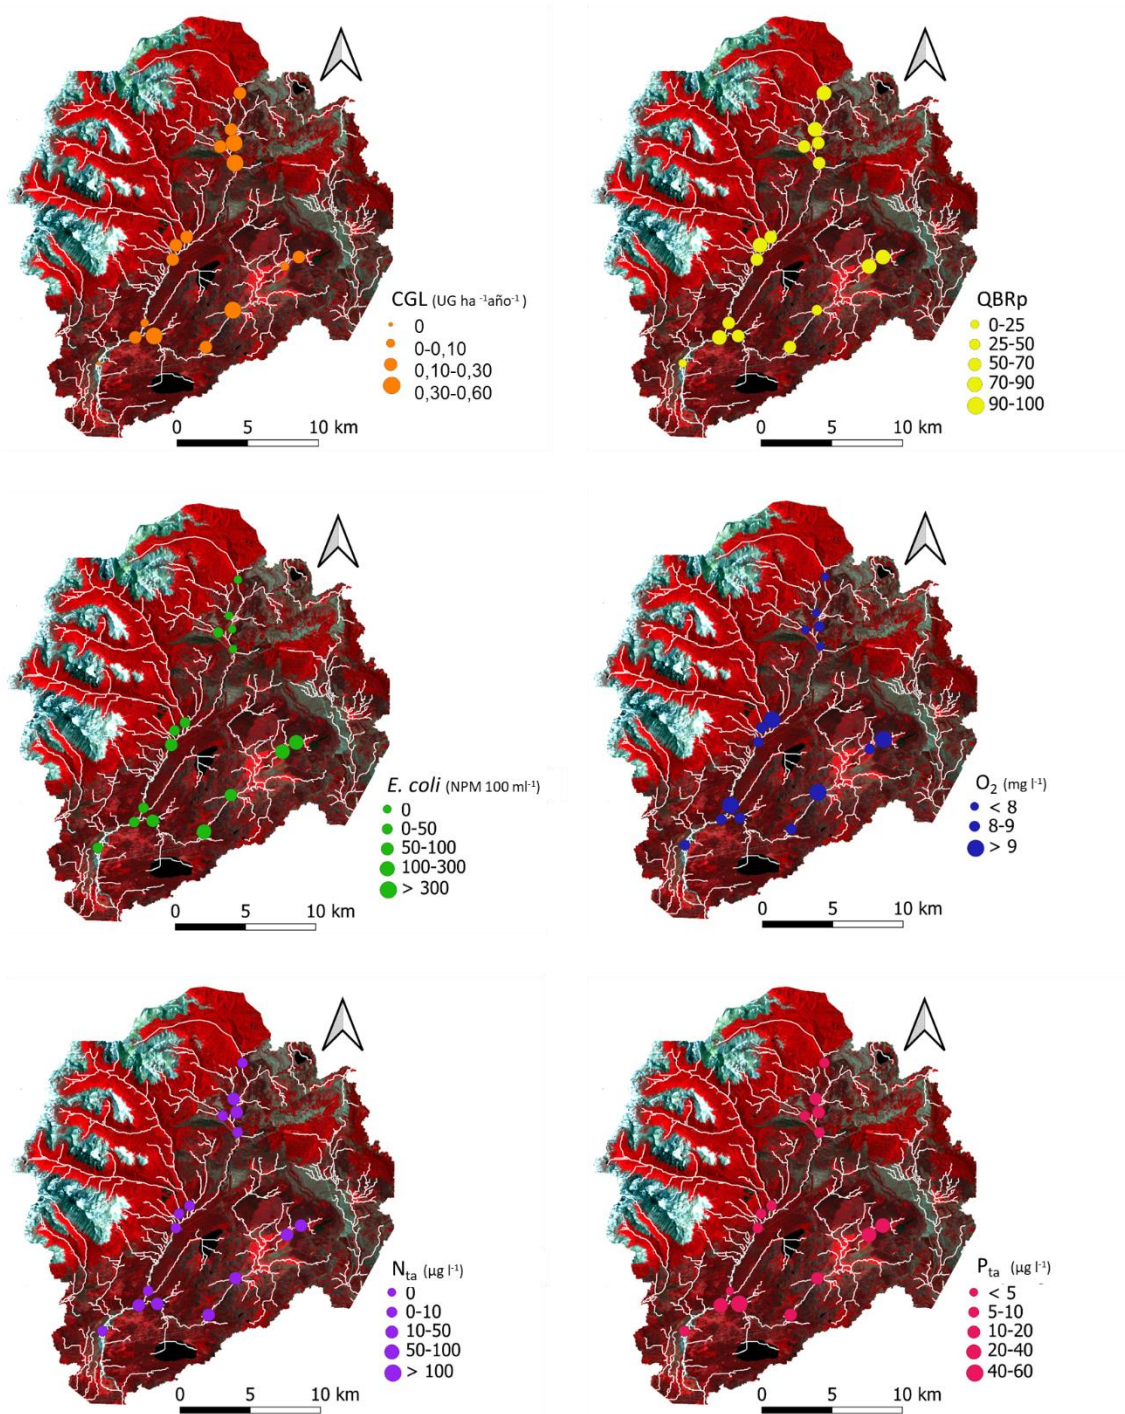 CGL (UG ha ⁻¹año⁻¹ )
0
0-0,10
0,10-0,30
0,30-0,60
0 5 10 km
QBRp
0-25
25-50
50-70
70-90
90-100
0 5 10 km
E. coli (NPM 100 ml⁻¹)
0
0-50
50-100
100-300
> 300
0 5 10 km
O₂ (mg l⁻¹)
< 8
8-9
> 9
0 5 10 km
Nta (µg l⁻¹)
0
0-10
10-50
50-100
> 100
0 5 10 km
Pta (µg l⁻¹)
< 5
5-10
10-20
20-40
40-60
0 5 10 km